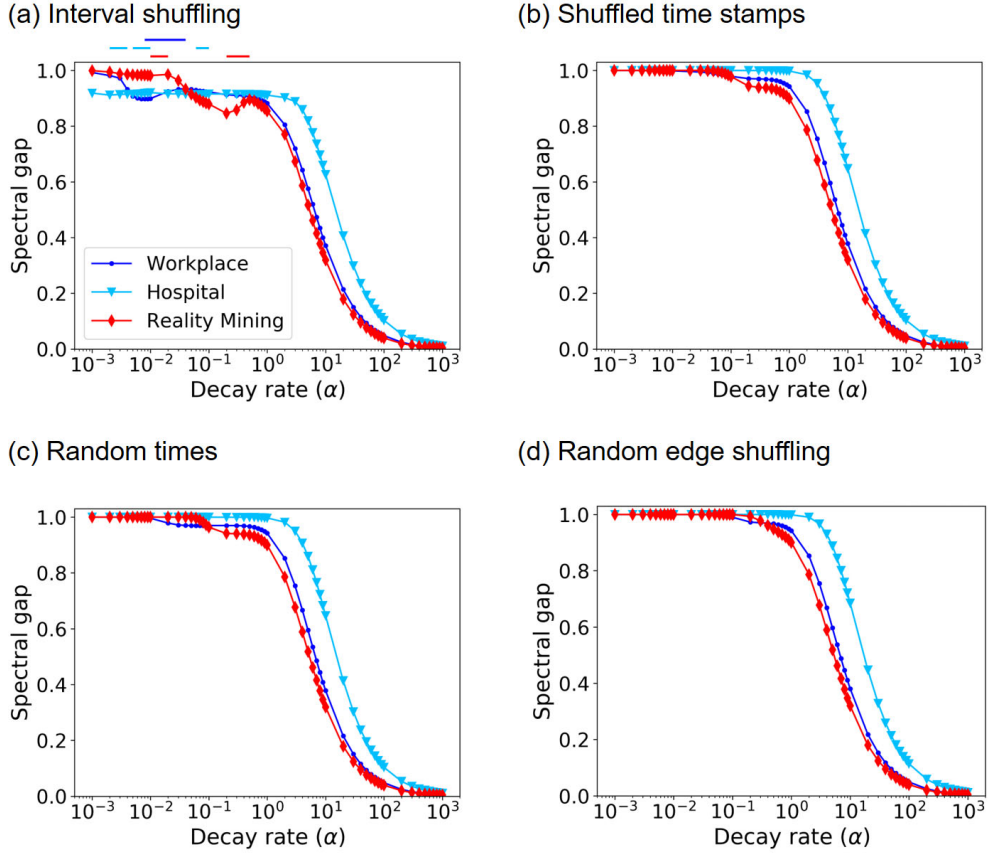 (a) Interval shuffling
(b) Shuffled time stamps
1.0
0.8
0.6
0.4
0.2
0.0
Spectral gap
Workplace
Hospital
Reality Mining
10⁻³ 10⁻² 10⁻¹ 10⁰ 10¹ 10² 10³
Decay rate (α)
1.0
0.8
0.6
0.4
0.2
0.0
Spectral gap
10⁻³ 10⁻² 10⁻¹ 10⁰ 10¹ 10² 10³
Decay rate (α)
(c) Random times
(d) Random edge shuffling
1.0
0.8
0.6
0.4
0.2
0.0
Spectral gap
10⁻³ 10⁻² 10⁻¹ 10⁰ 10¹ 10² 10³
Decay rate (α)
1.0
0.8
0.6
0.4
0.2
0.0
Spectral gap
10⁻³ 10⁻² 10⁻¹ 10⁰ 10¹ 10² 10³
Decay rate (α)